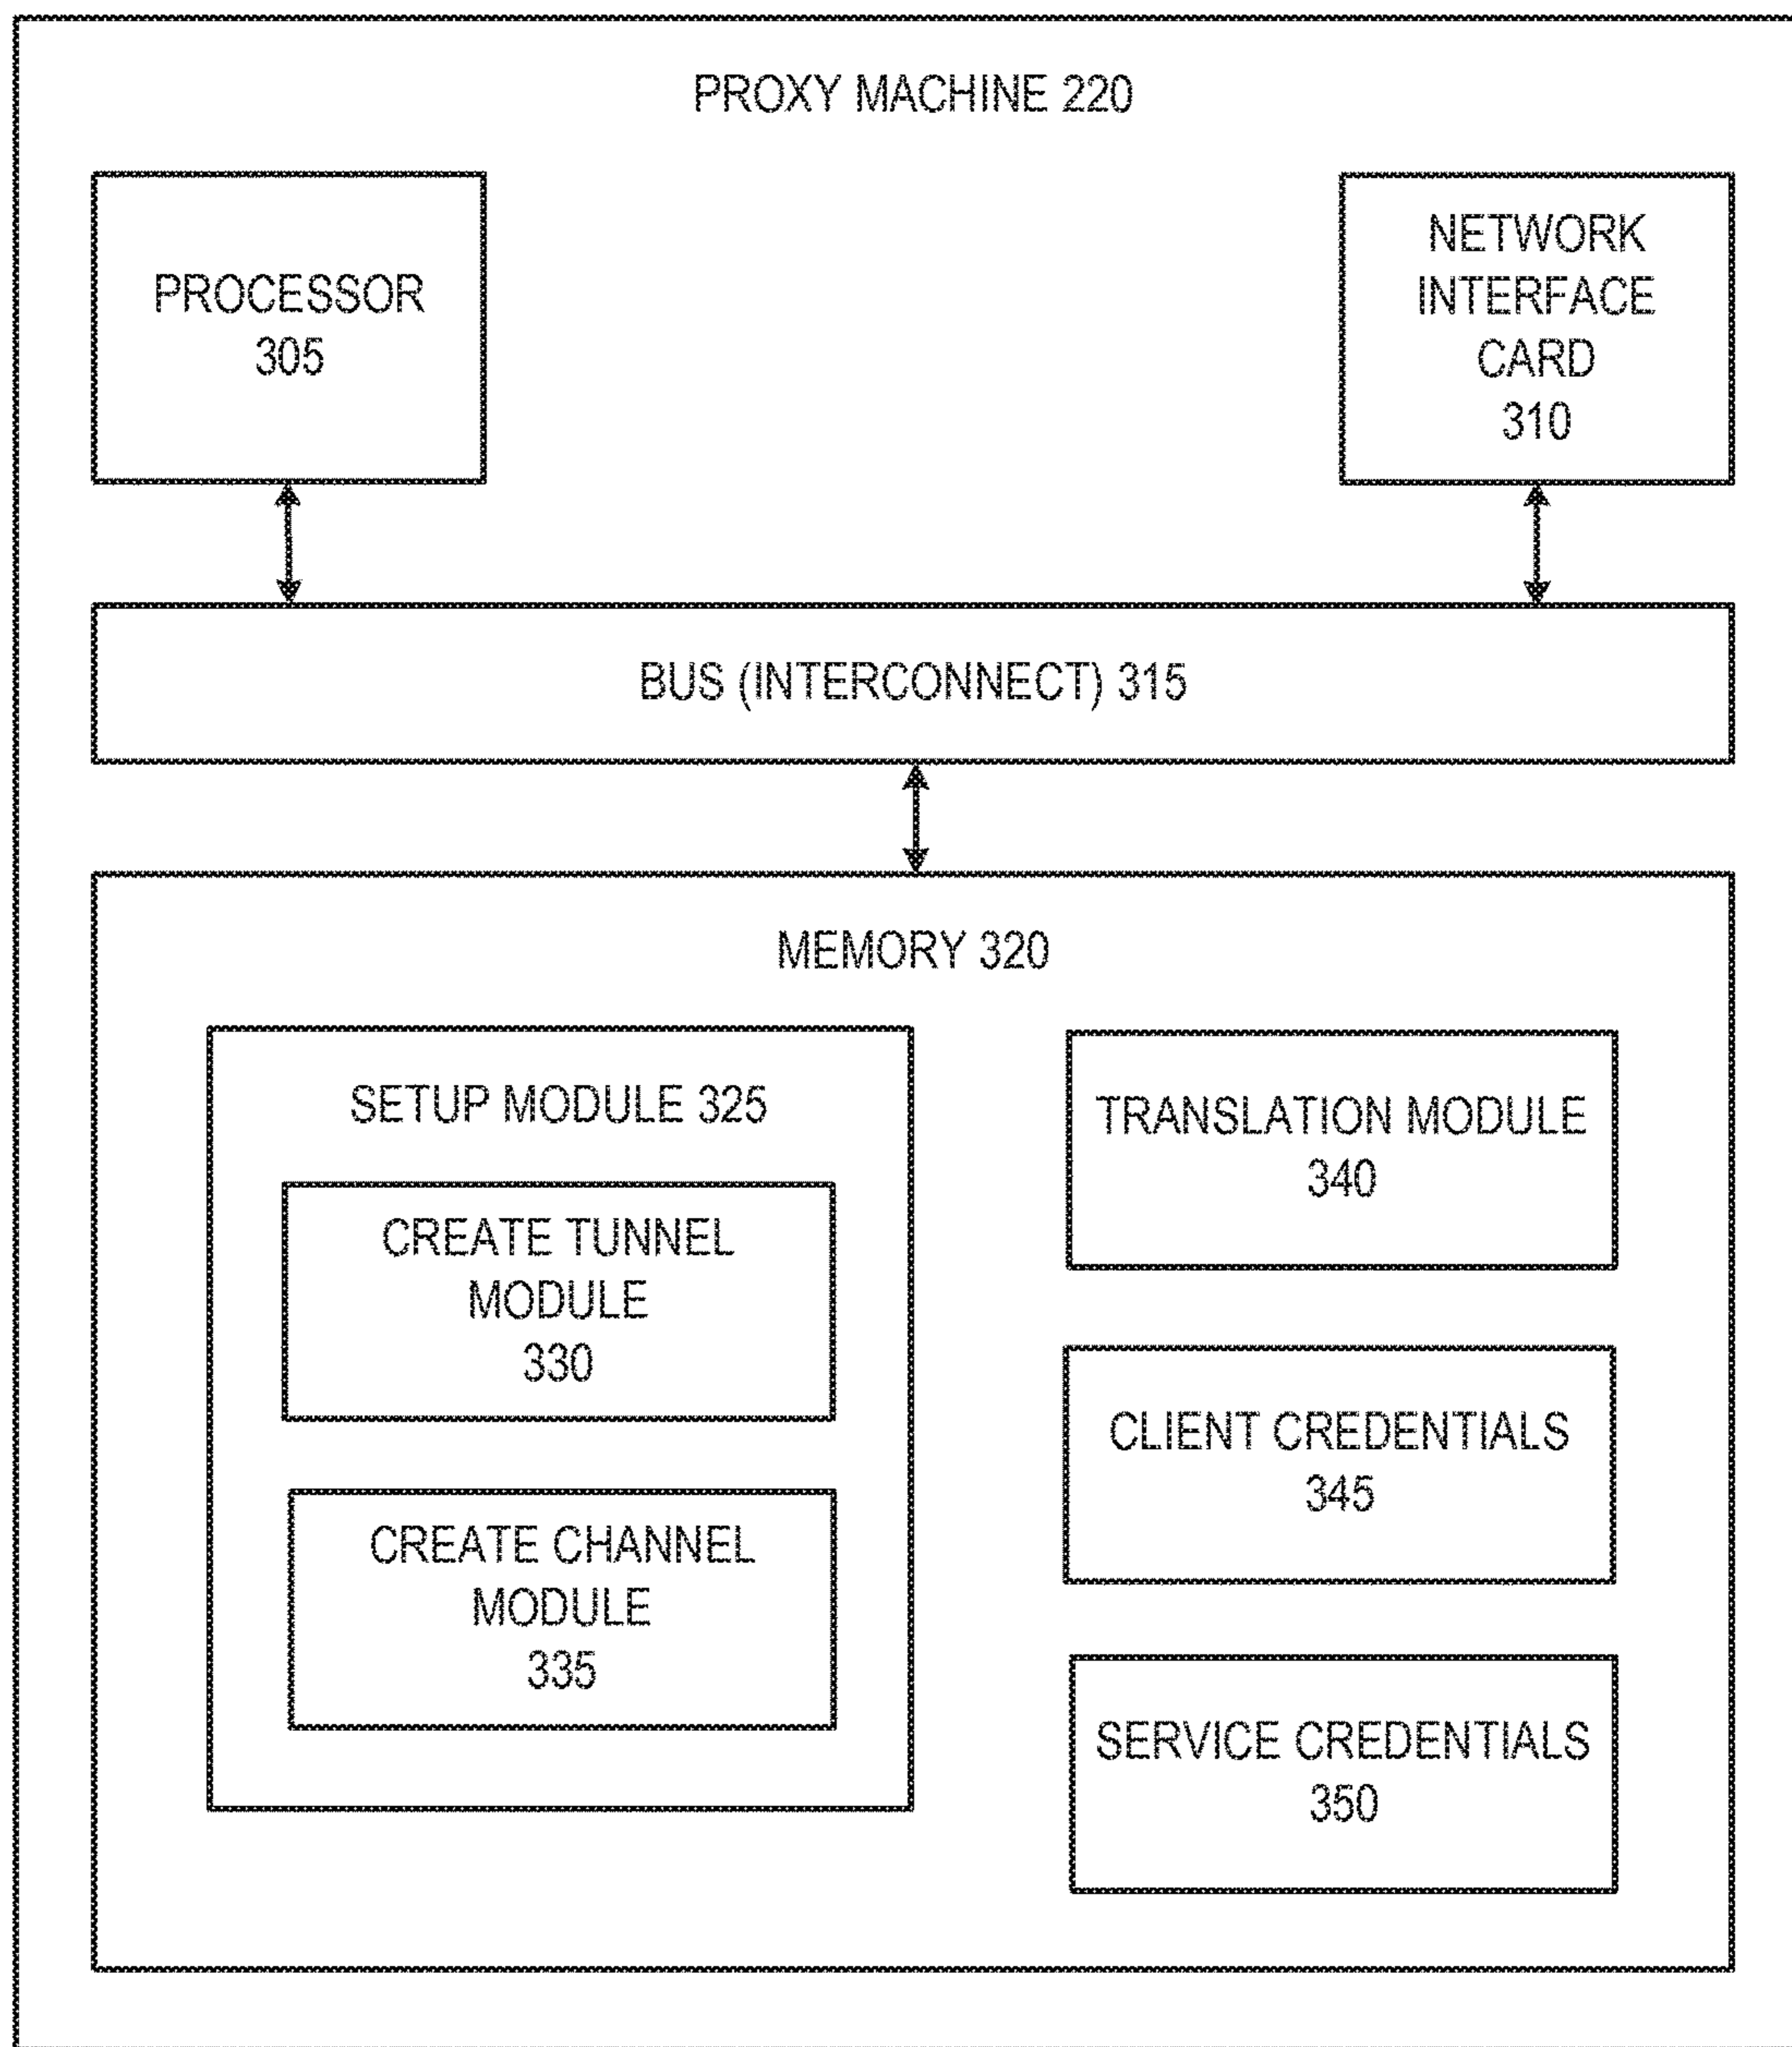 PROXY MACHINE 220
PROCESSOR
305
NETWORK
INTERFACE
CARD
310
BUS (INTERCONNECT) 315
MEMORY 320
SETUP MODULE 325
CREATE TUNNEL
MODULE
330
CREATE CHANNEL
MODULE
335
TRANSLATION MODULE
340
CLIENT CREDENTIALS
345
SERVICE CREDENTIALS
350